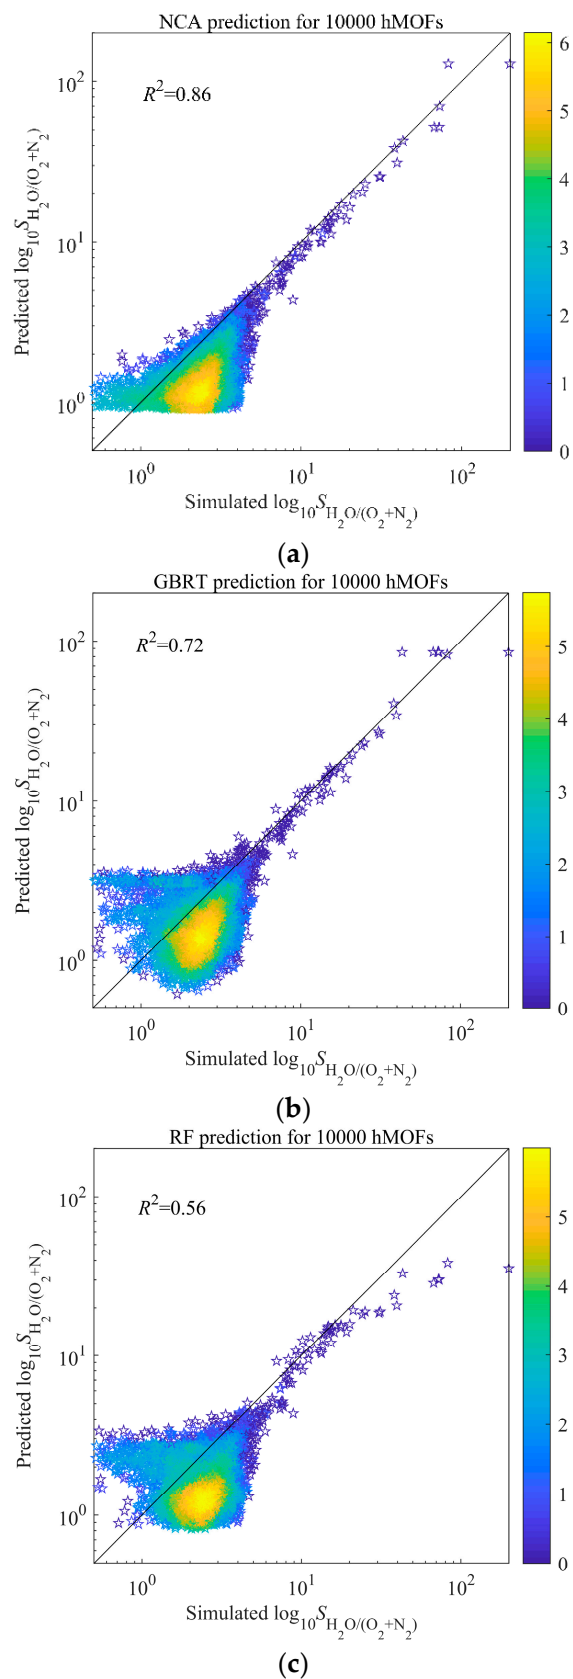 NCA prediction for 10000 hMOFs
R²=0.86
Predicted log₁₀S_H₂O/(O₂+N₂)
10²
10¹
10⁰
10⁰ 10¹ 10²
Simulated log₁₀S_H₂O/(O₂+N₂)
6
5
4
3
2
1
0
(a)
GBRT prediction for 10000 hMOFs
R²=0.72
Predicted log₁₀S_H₂O/(O₂+N₂)
10²
10¹
10⁰
10⁰ 10¹ 10²
Simulated log₁₀S_H₂O/(O₂+N₂)
5
4
3
2
1
0
(b)
RF prediction for 10000 hMOFs
R²=0.56
Predicted log₁₀S_H₂O/(O₂+N₂)
10²
10¹
10⁰
10⁰ 10¹ 10²
Simulated log₁₀S_H₂O/(O₂+N₂)
5
4
3
2
1
0
(c)